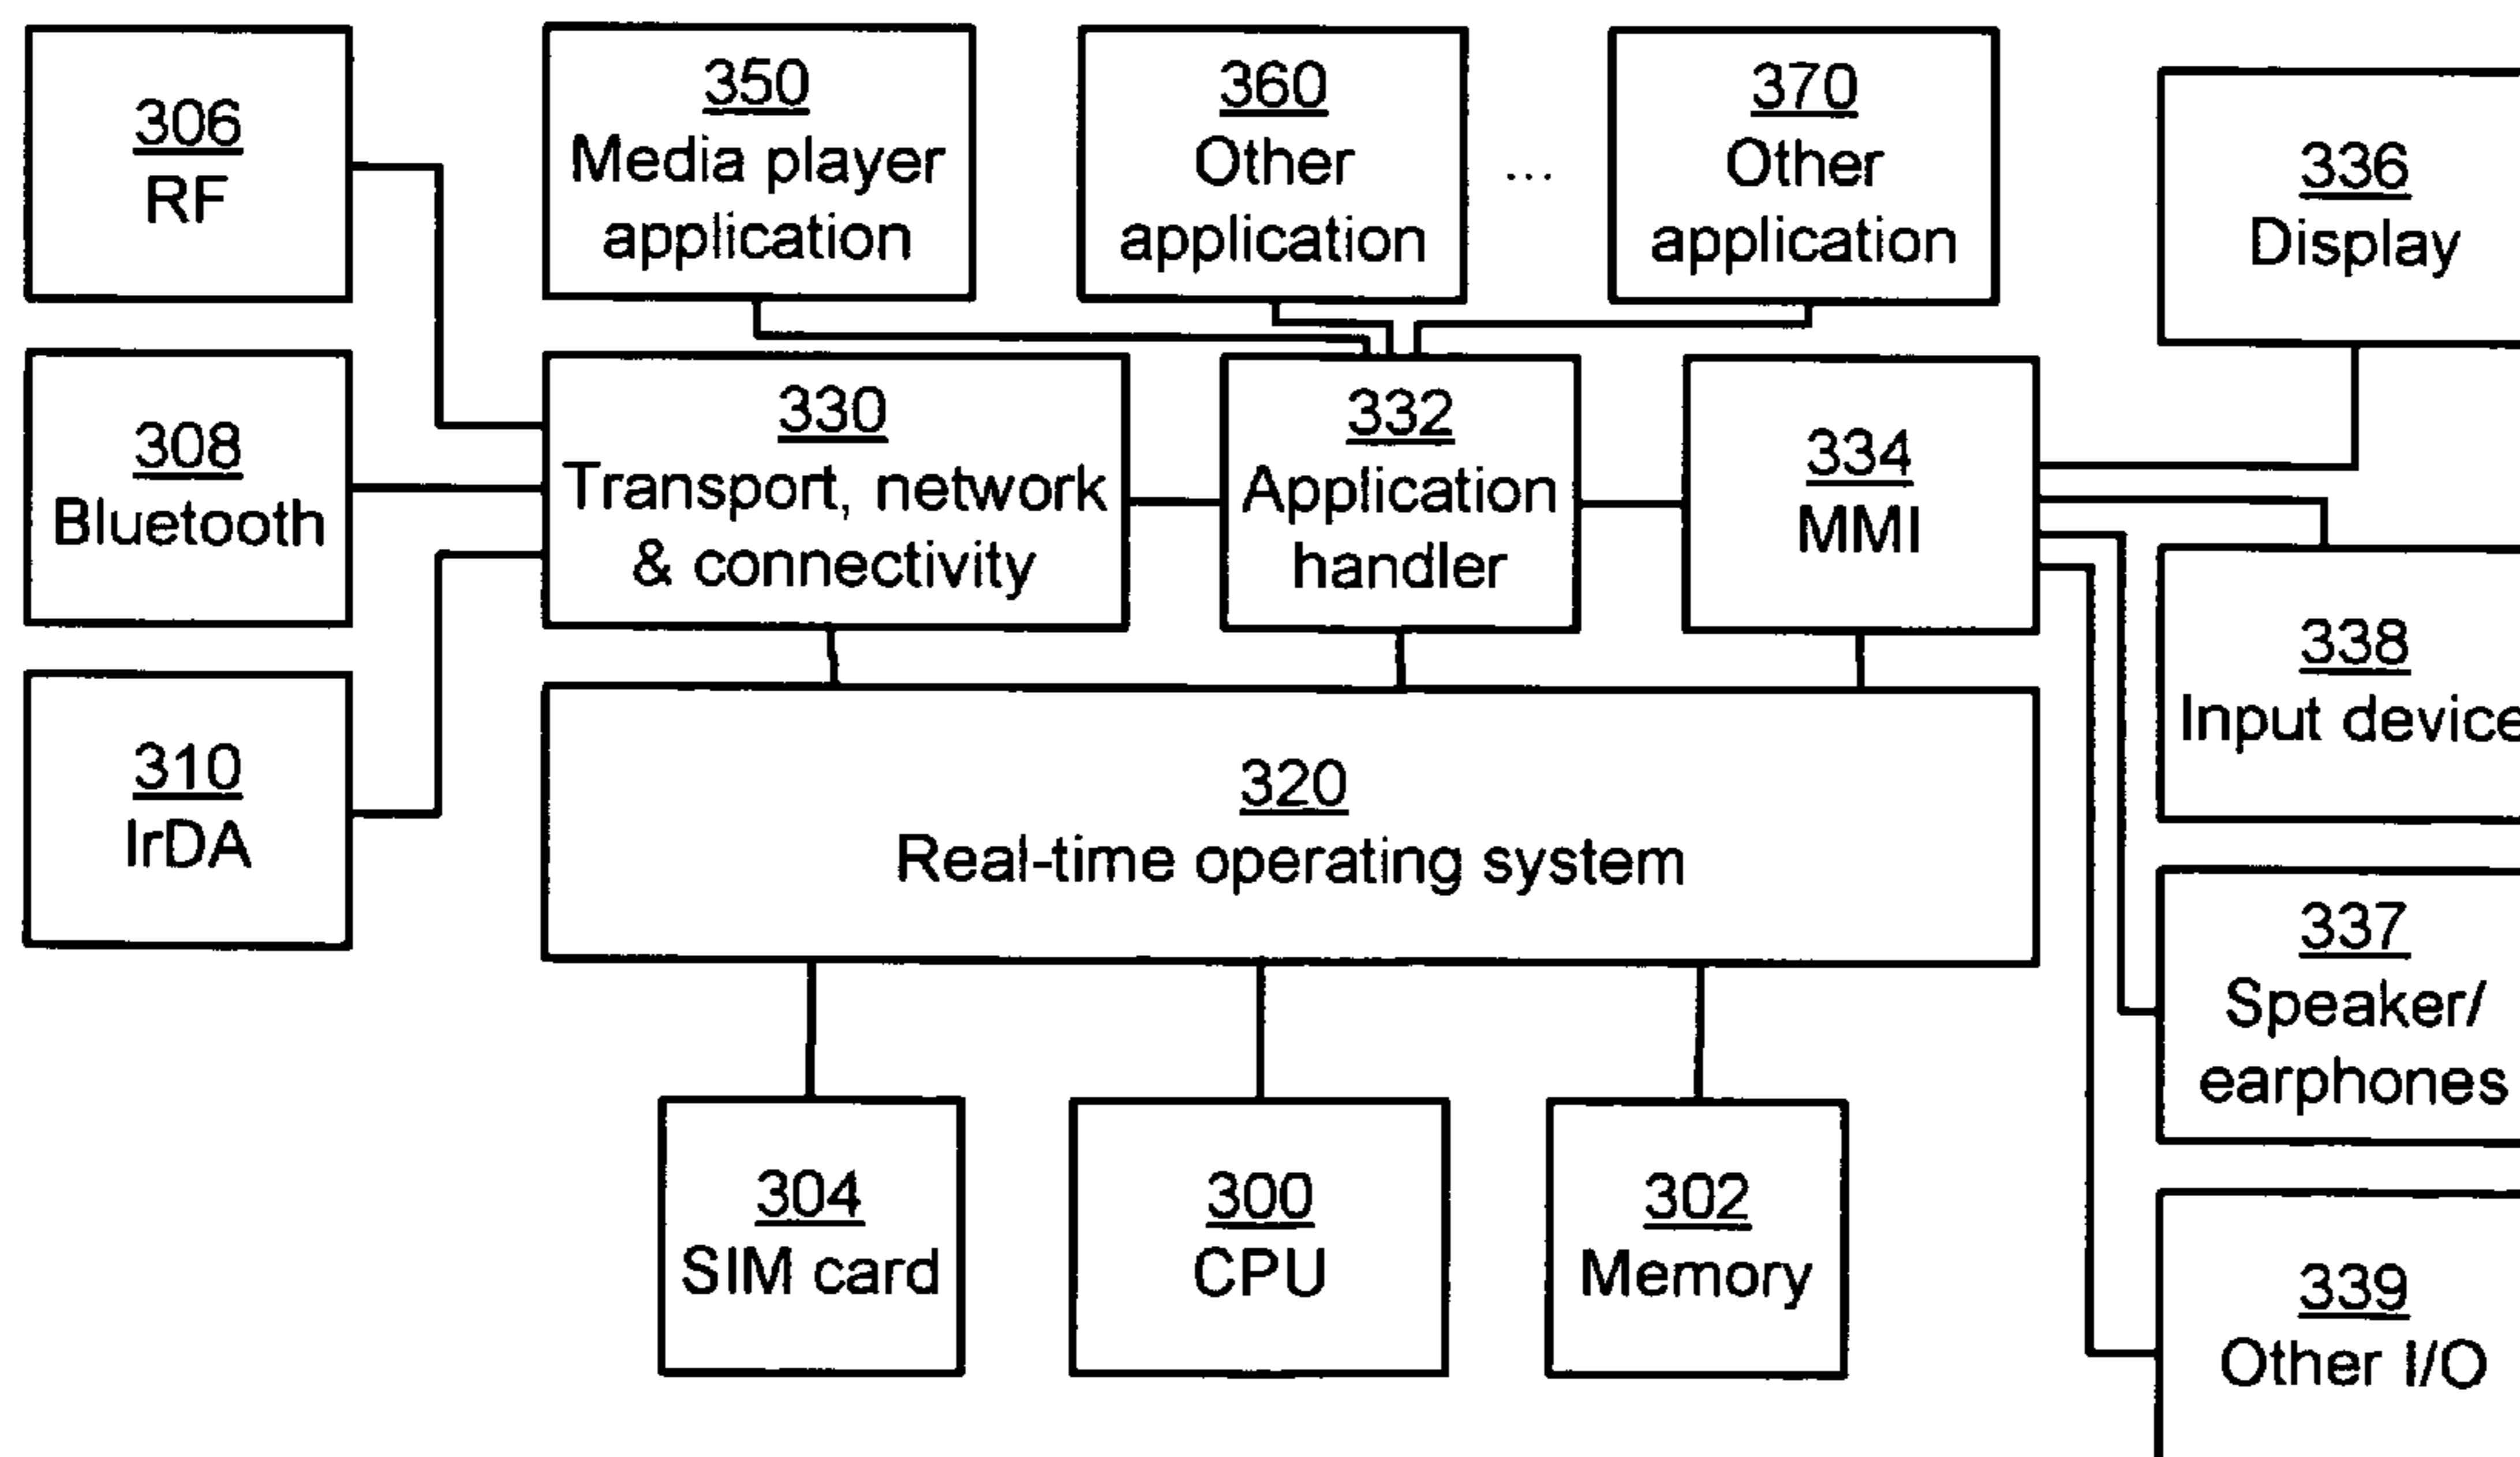 306
RF
350
Media player
application
360
Other
application
...
370
Other
application
336
Display
308
Bluetooth
330
Transport, network
& connectivity
332
Application
handler
334
MMI
338
Input device
310
IrDA
320
Real-time operating system
337
Speaker/
earphones
304
SIM card
300
CPU
302
Memory
339
Other I/O